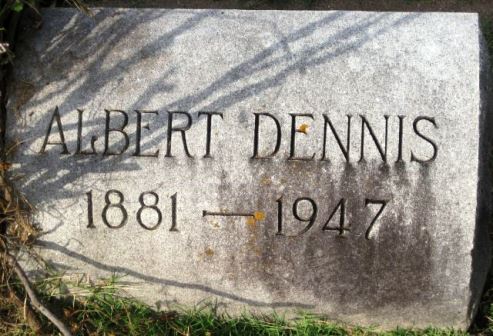 ALBERT DENNIS
1881 — 1947